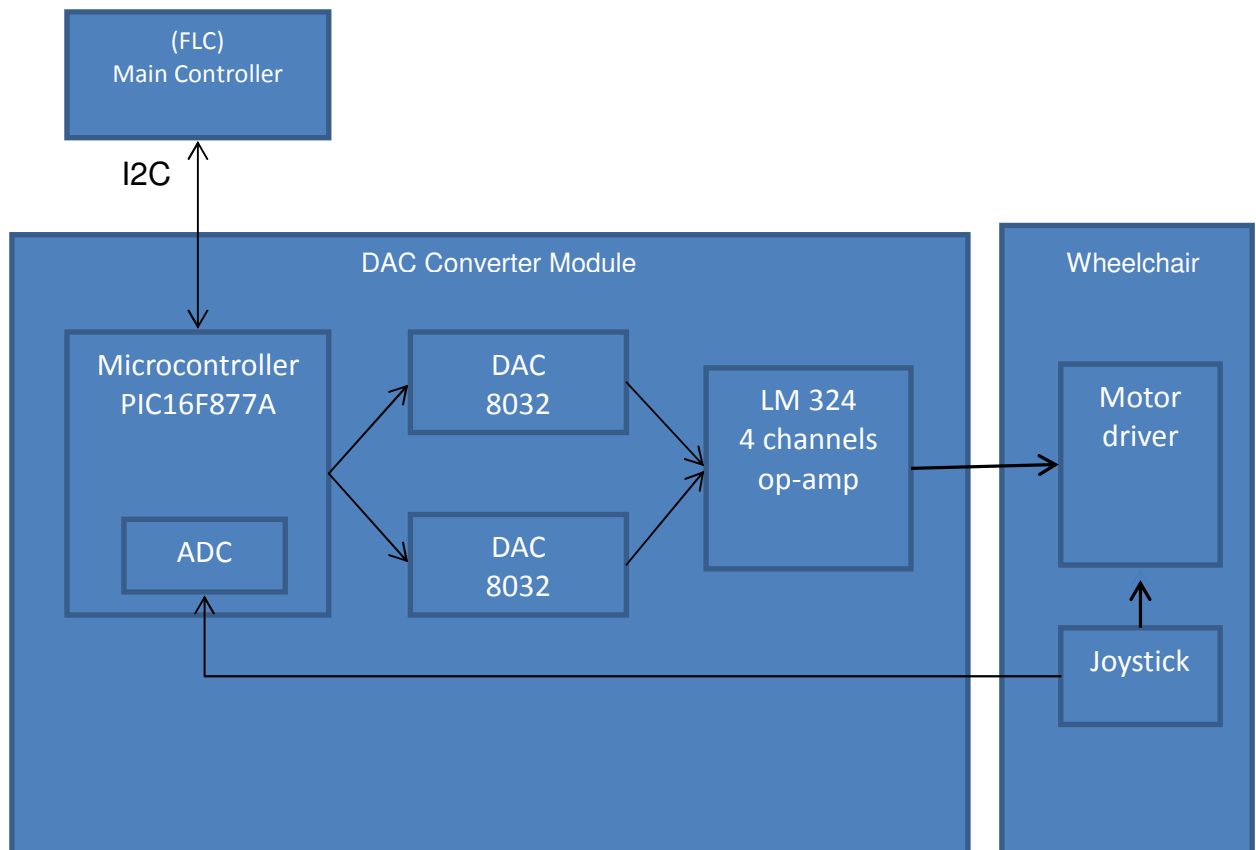 (FLC)
Main Controller
I2C
DAC Converter Module
Wheelchair
Microcontroller
PIC16F877A
ADC
DAC
8032
DAC
8032
LM 324
4 channels
op-amp
Motor
driver
Joystick